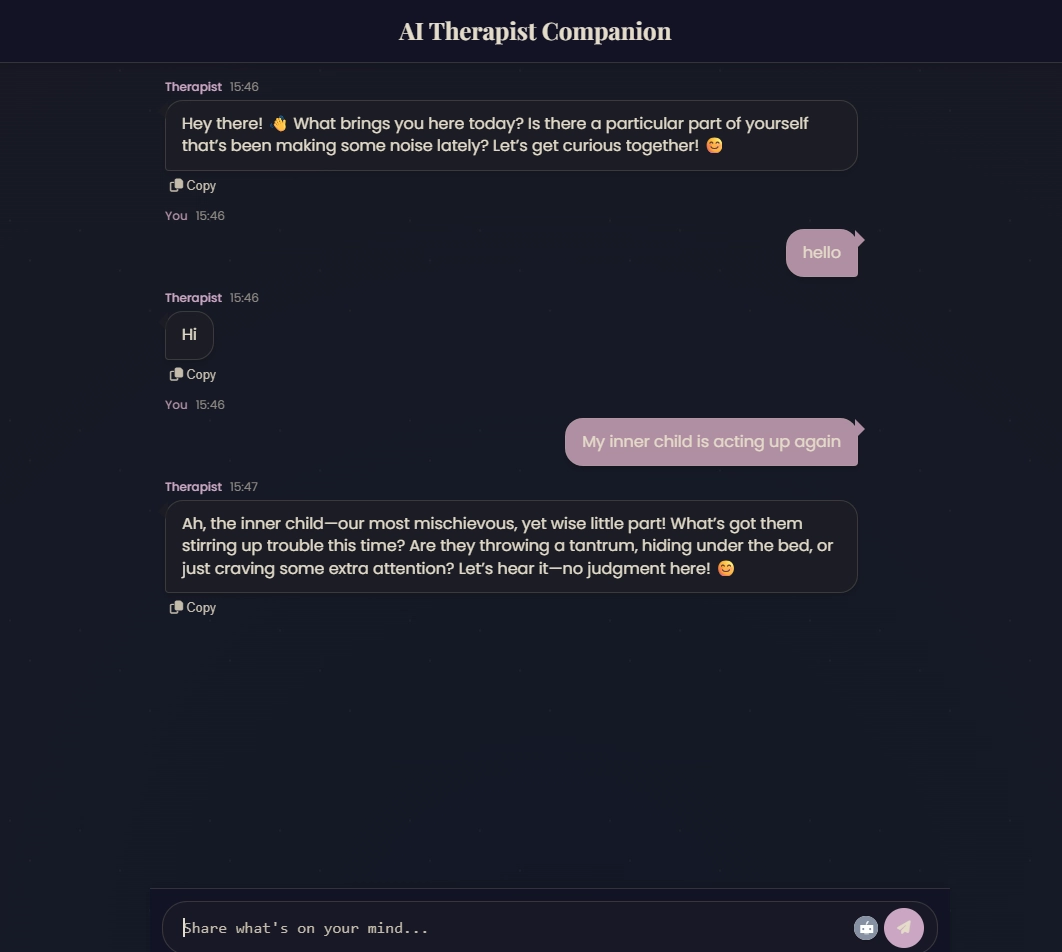 AI Therapist Companion
Therapist 15:46
Hey there! 👋 What brings you here today? Is there a particular part of yourself
that's been making some noise lately? Let's get curious together! 😊
Copy
You 15:46
hello
Therapist 15:46
Hi
Copy
You 15:46
My inner child is acting up again
Therapist 15:47
Ah, the inner child—our most mischievous, yet wise little part! What's got them
stirring up trouble this time? Are they throwing a tantrum, hiding under the bed, or
just craving some extra attention? Let's hear it—no judgment here! 😊
Copy
Share what's on your mind...